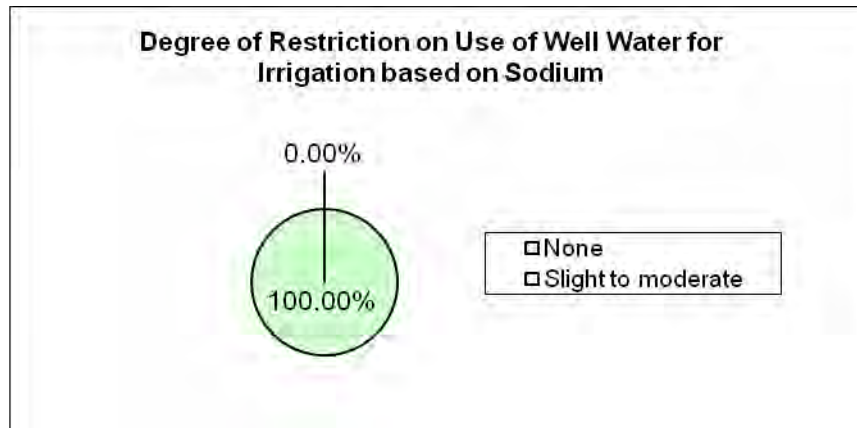 Degree of Restriction on Use of Well Water for
Irrigation based on Sodium
0.00%
100.00%
None
Slight to moderate